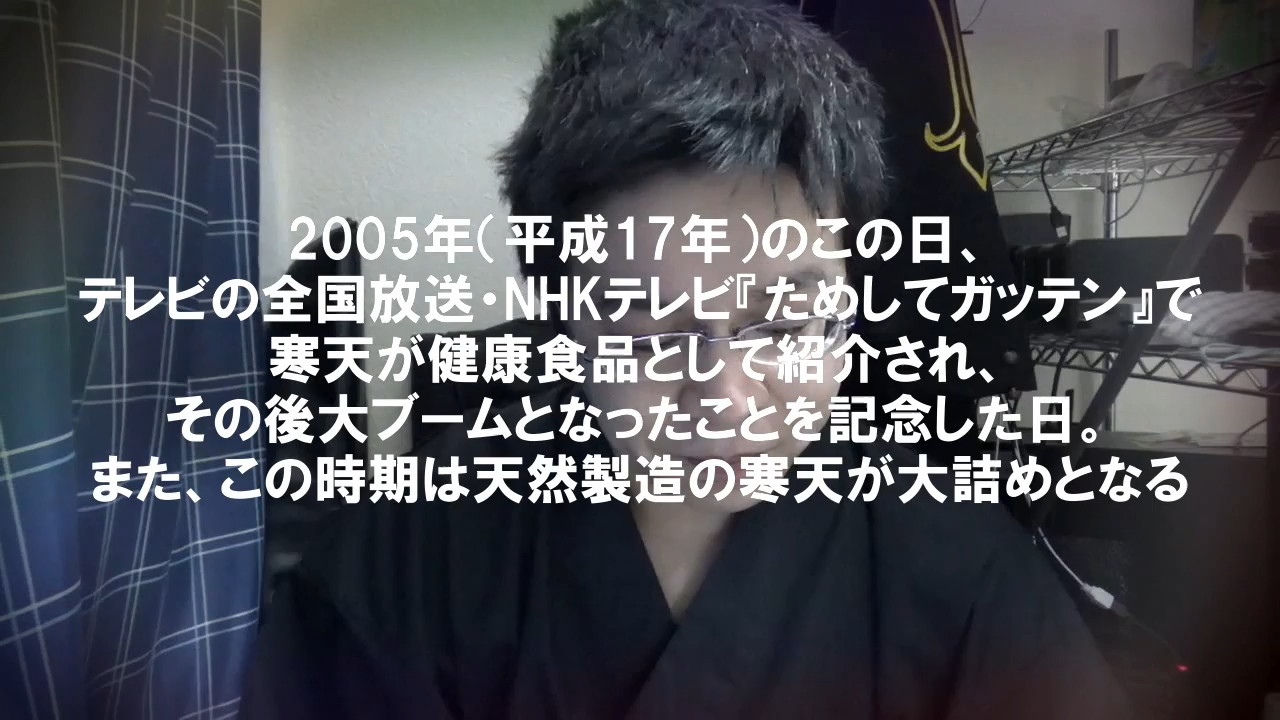 2005年(平成17年)のこの日、
テレビの全国放送・NHKテレビ『ためしてガッテン』で
寒天が健康食品として紹介され、
その後大ブームとなったことを記念した日。
また、この時期は天然製造の寒天が大詰めとなる